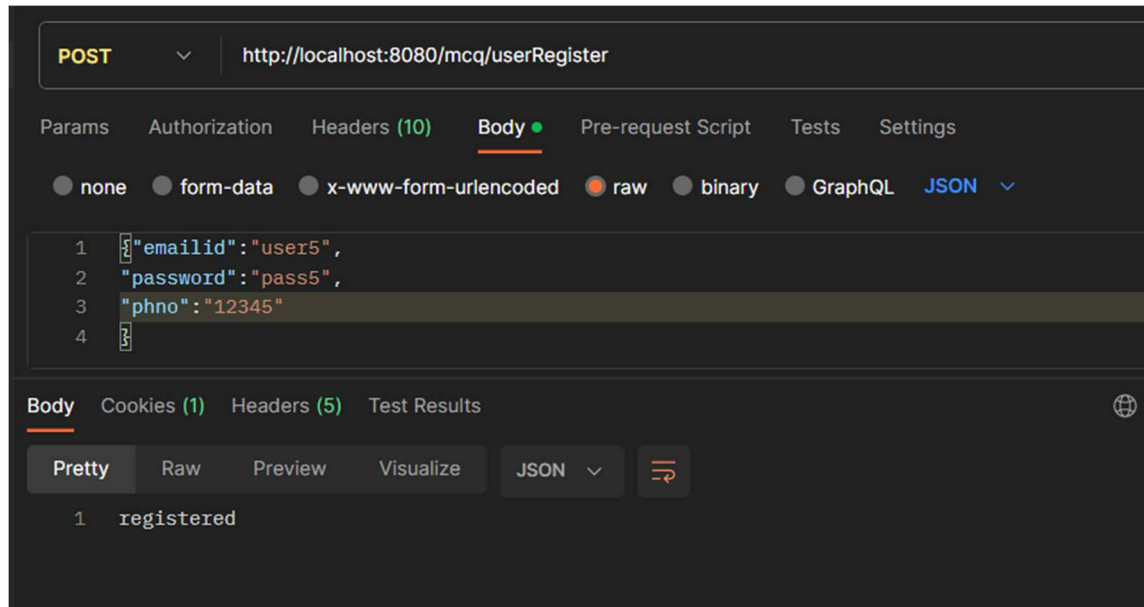 POST http://localhost:8080/mcq/userRegister
Params Authorization Headers (10) Body Pre-request Script Tests Settings
none form-data x-www-form-urlencoded raw binary GraphQL JSON
1 {"emailid":"user5",
2 "password":"pass5",
3 "phno":"12345"
4 }
Body Cookies (1) Headers (5) Test Results
Pretty Raw Preview Visualize JSON
1 registered